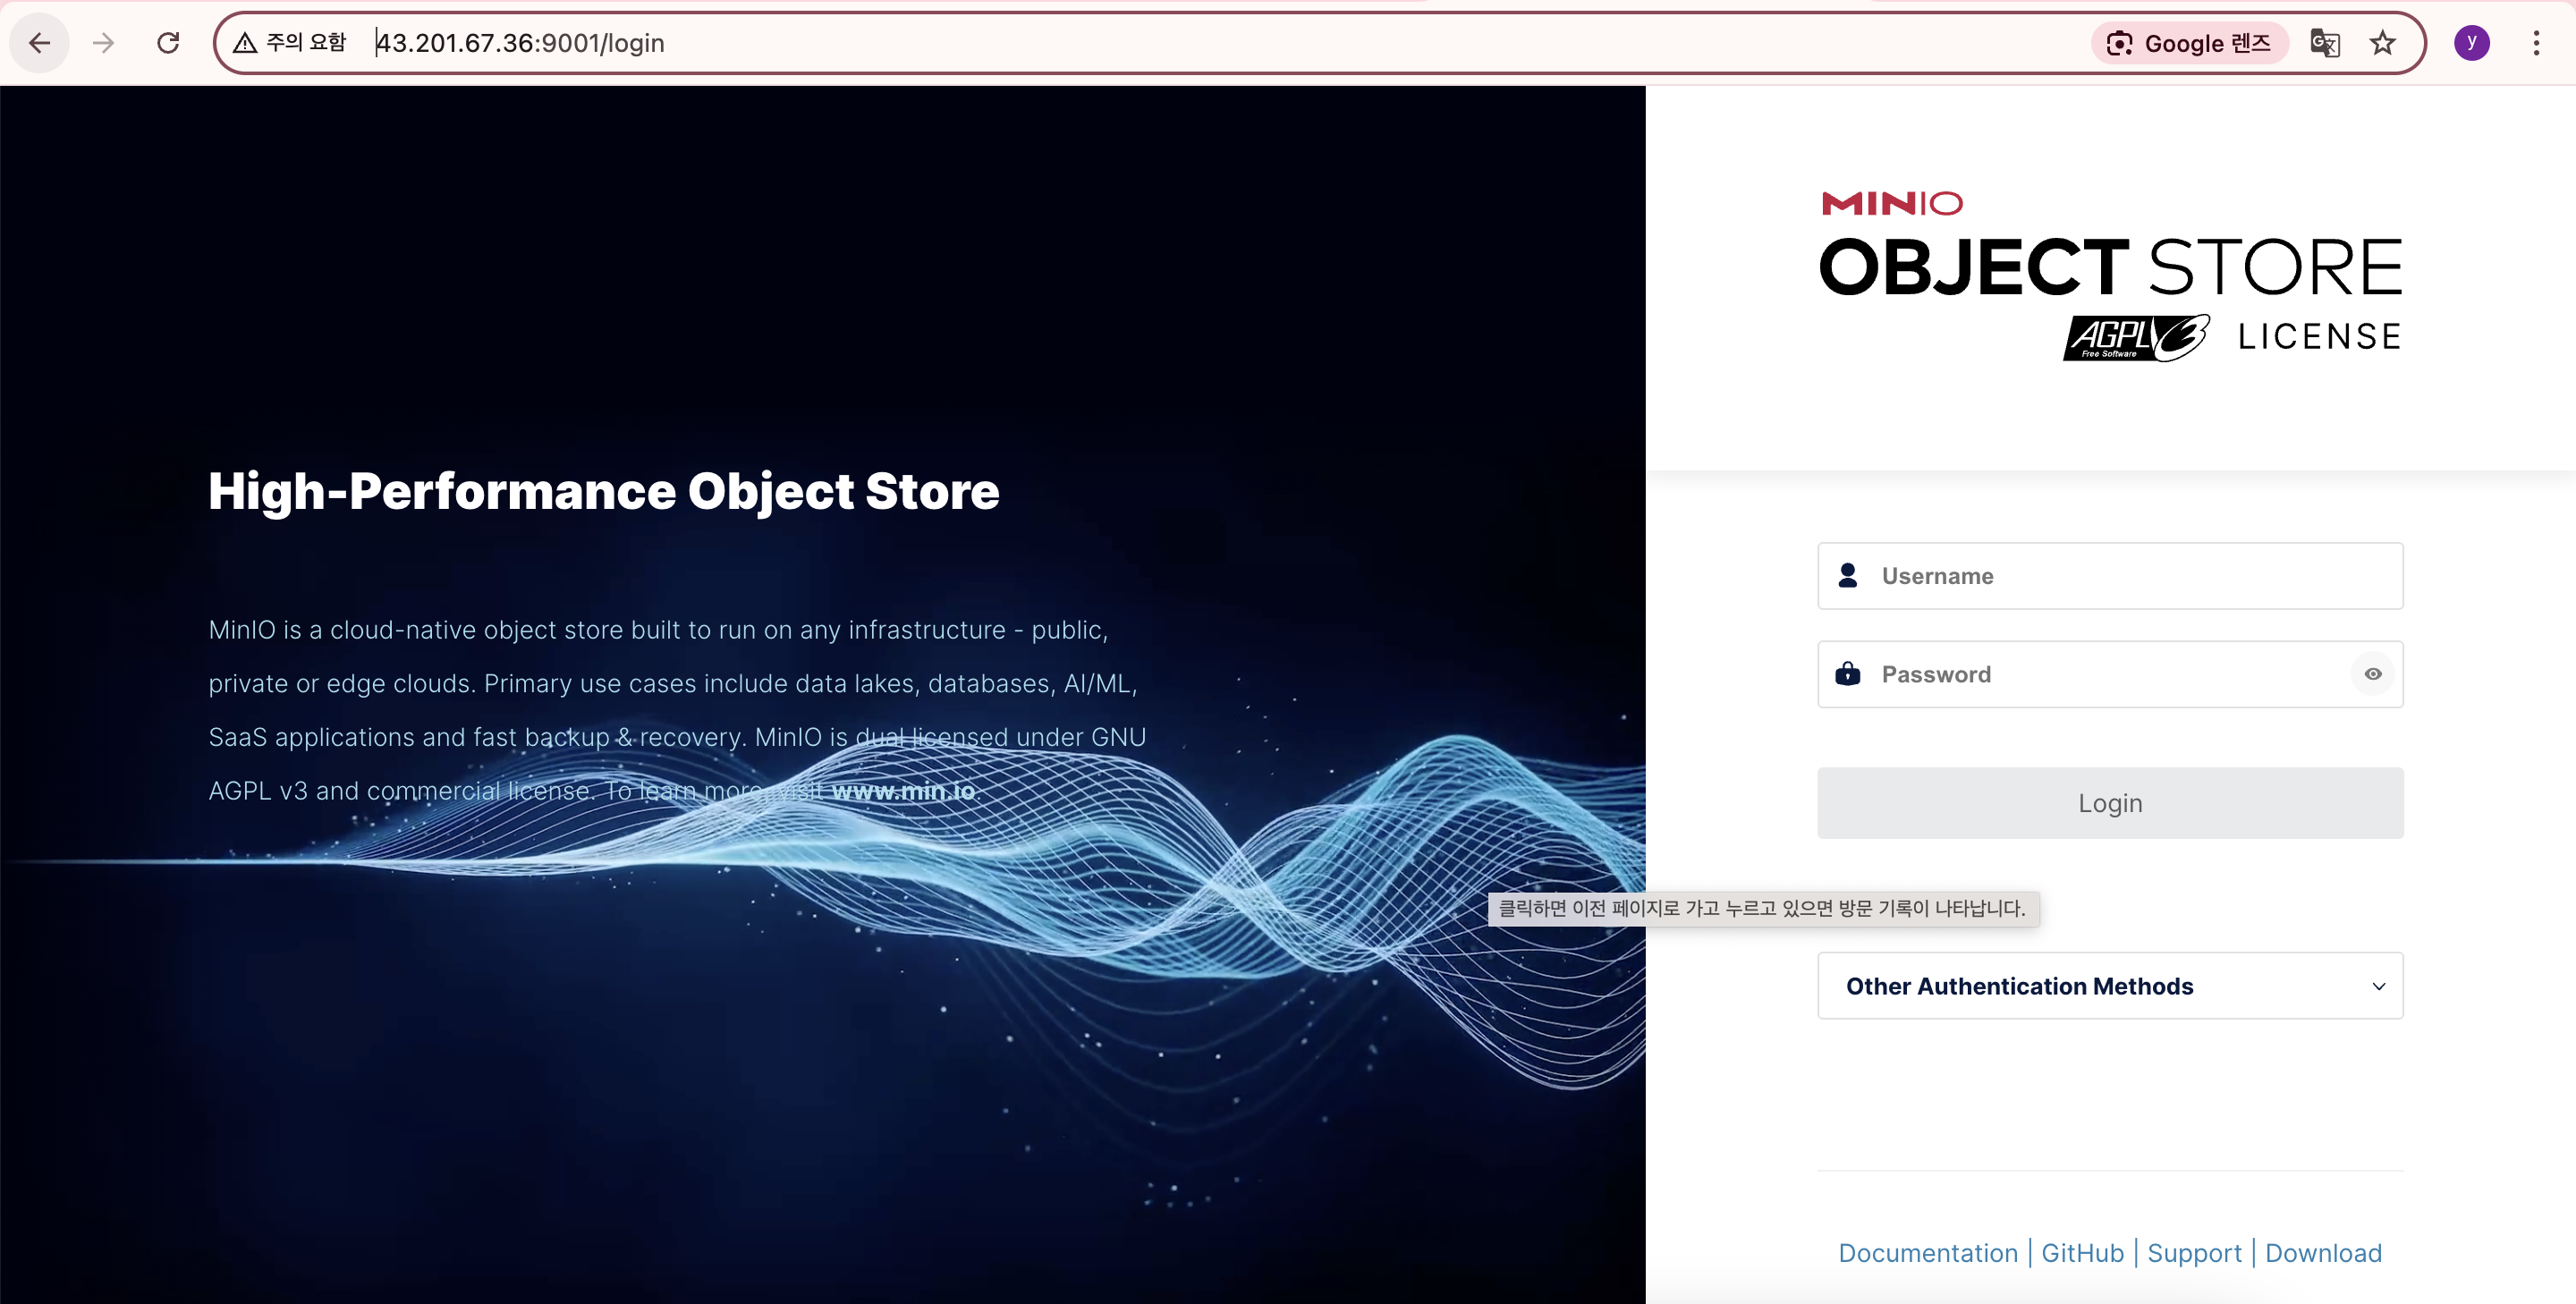 주의 요함
43.201.67.36:9001/login
Google 렌즈
y
MINIO
OBJECT STORE
AGPLv3 LICENSE
Free Software
High-Performance Object Store
MinIO is a cloud-native object store built to run on any infrastructure - public,
private or edge clouds. Primary use cases include data lakes, databases, AI/ML,
SaaS applications and fast backup & recovery. MinIO is dual licensed under GNU
AGPL v3 and commercial license. To learn more, visit www.min.io.
Username
Password
Login
클릭하면 이전 페이지로 가고 누르고 있으면 방문 기록이 나타납니다.
Other Authentication Methods
Documentation | GitHub | Support | Download